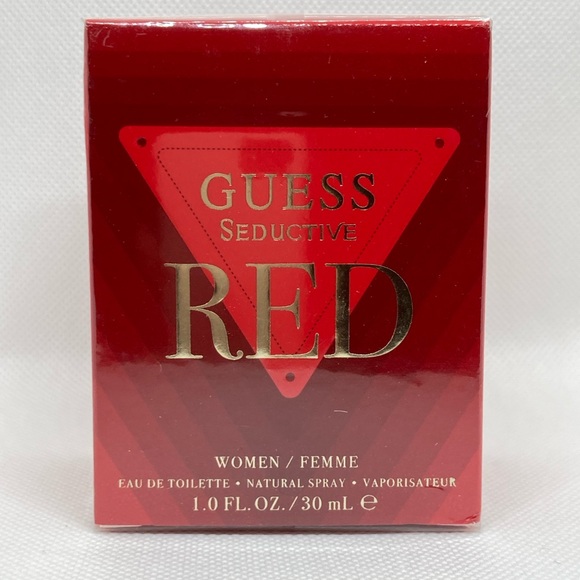 GUESS
SEDUCTIVE
RED
WOMEN / FEMME
EAU DE TOILETTE • NATURAL SPRAY • VAPORISATEUR
1.0 FL. OZ. / 30 mL ℮